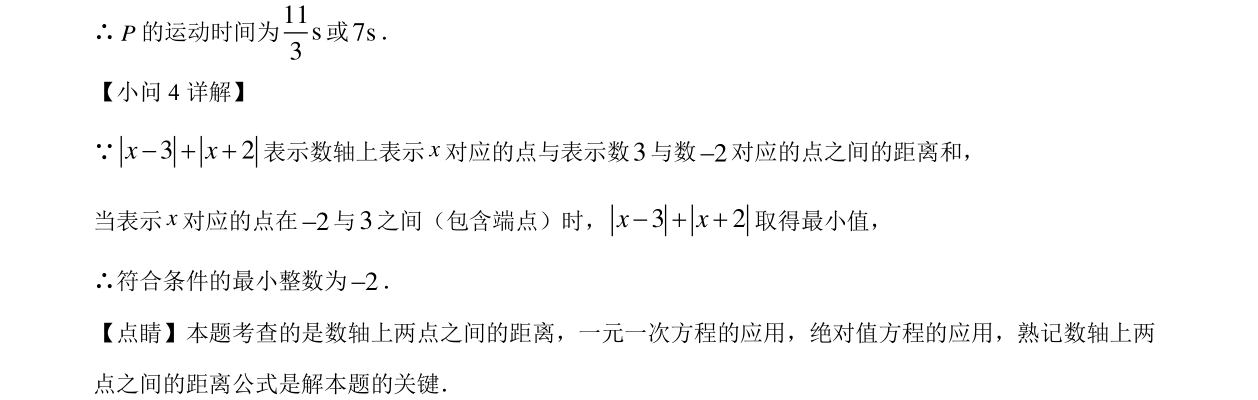 ∴ P 的运动时间为 11/3 s 或 7s．
【小问 4 详解】
∵ |x−3|+|x+2| 表示数轴上表示 x 对应的点与表示数 3 与数 −2 对应的点之间的距离和，
当表示 x 对应的点在 −2 与 3 之间（包含端点）时， |x−3|+|x+2| 取得最小值，
∴符合条件的最小整数为 −2．
【点睛】本题考查的是数轴上两点之间的距离，一元一次方程的应用，绝对值方程的应用，熟记数轴上两
点之间的距离公式是解本题的关键．